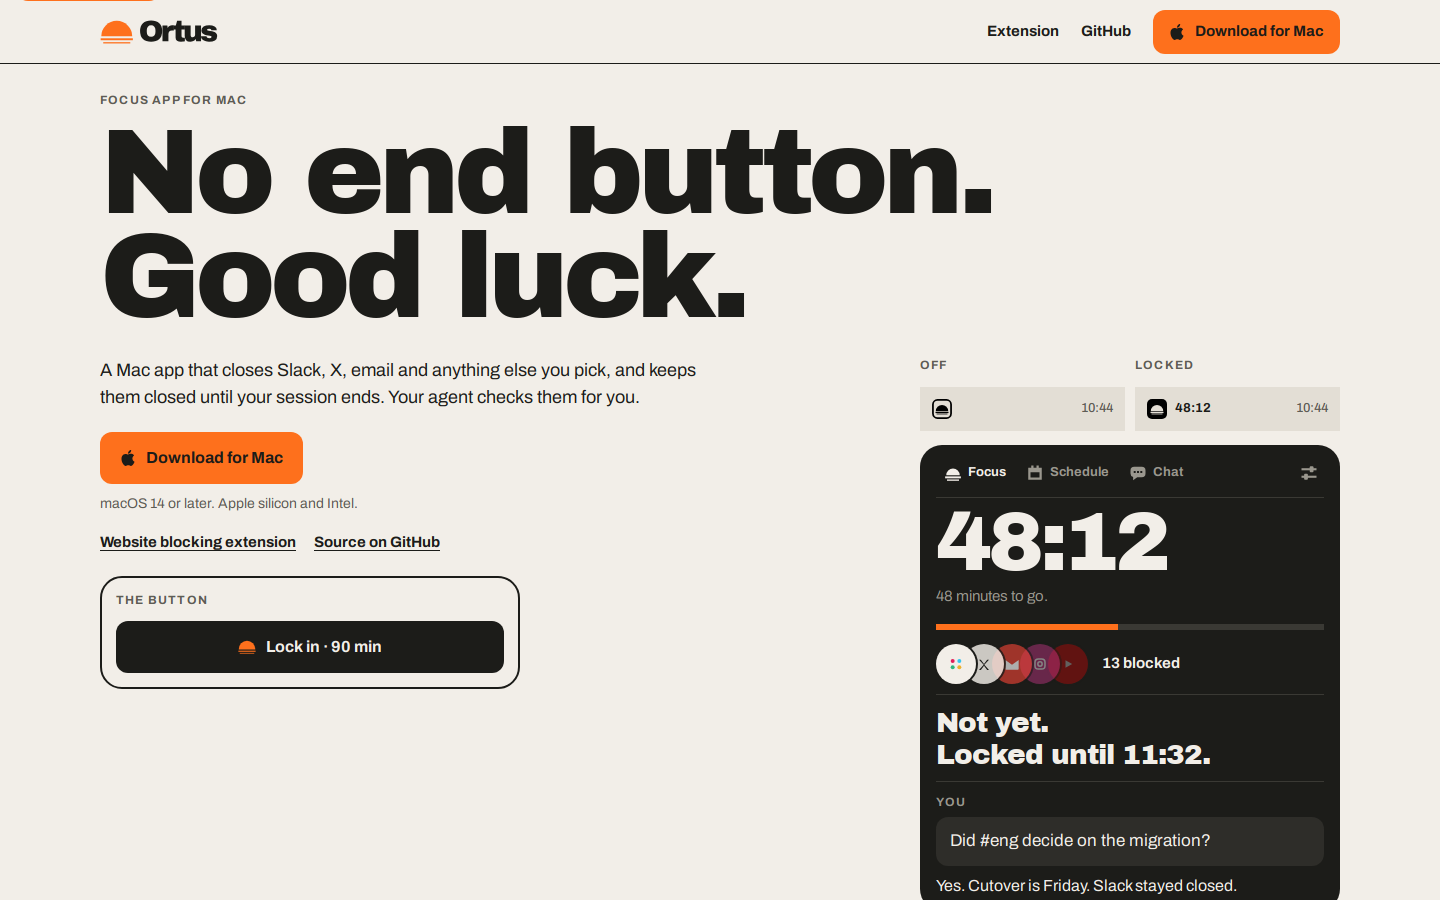 Ortus
Extension
GitHub
Download for Mac
FOCUS APP FOR MAC
No end button.
Good luck.
A Mac app that closes Slack, X, email and anything else you pick, and keeps
them closed until your session ends. Your agent checks them for you.
Download for Mac
macOS 14 or later. Apple silicon and Intel.
Website blocking extension
Source on GitHub
THE BUTTON
Lock in · 90 min
OFF
LOCKED
10:44
48:12
10:44
Focus
Schedule
Chat
48:12
48 minutes to go.
13 blocked
Not yet.
Locked until 11:32.
YOU
Did #eng decide on the migration?
Yes. Cutover is Friday. Slack stayed closed.